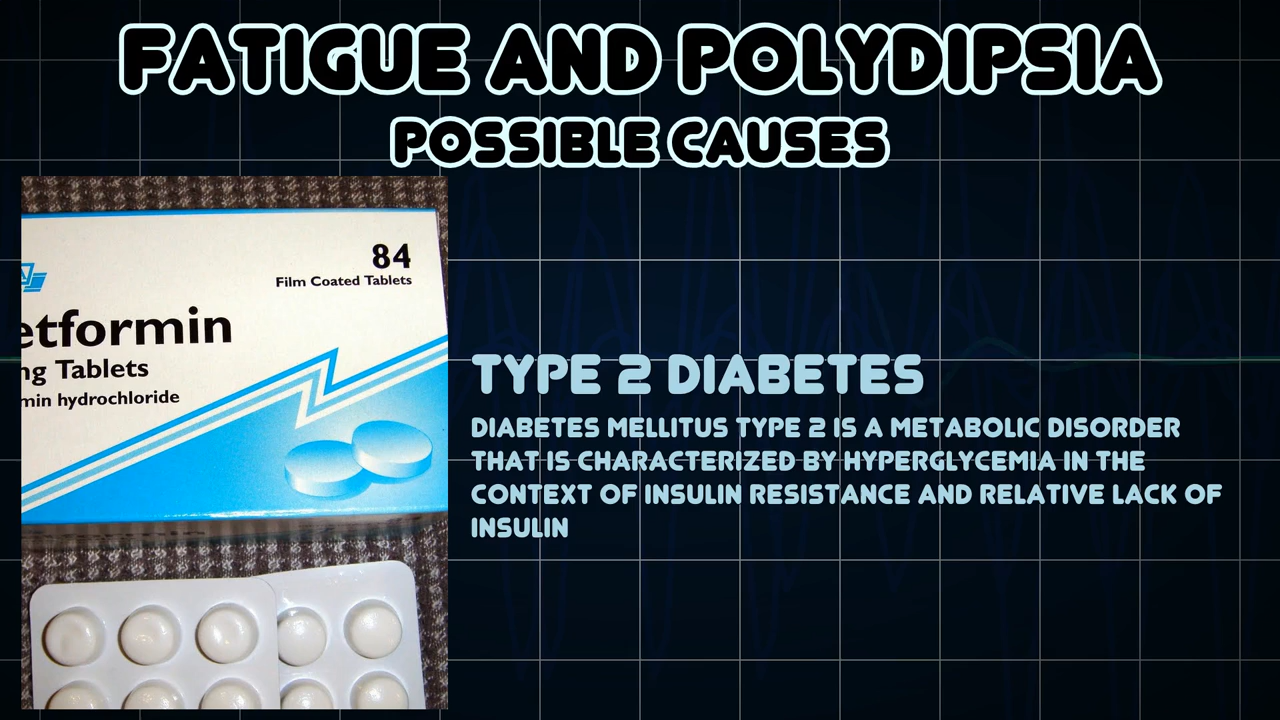 FATIGUE AND POLYDIPSIA
POSSIBLE CAUSES
84
Film Coated Tablets
etformin
ng Tablets
min hydrochloride
TYPE 2 DIABETES
DIABETES MELLITUS TYPE 2 IS A METABOLIC DISORDER
THAT IS CHARACTERIZED BY HYPERGLYCEMIA IN THE
CONTEXT OF INSULIN RESISTANCE AND RELATIVE LACK OF
INSULIN